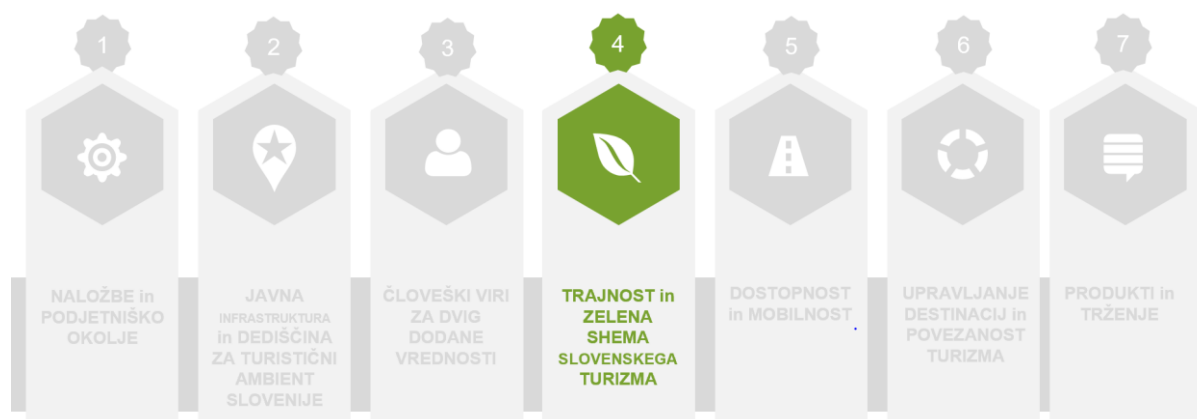 1
2
3
4
5
6
7
NALOŽBE in
PODJETNIŠKO
OKOLJE
JAVNA
INFRASTRUKTURA
in DEDIŠČINA
ZA TURISTIČNI
AMBIENT
SLOVENIJE
ČLOVEŠKI VIRI
ZA DVIG
DODANE
VREDNOSTI
TRAJNOST in
ZELENA
SHEMA
SLOVENSKEGA
TURIZMA
DOSTOPNOST
in MOBILNOST
UPRAVLJANJE
DESTINACIJ in
POVEZANOST
TURIZMA
PRODUKTI in
TRŽENJE